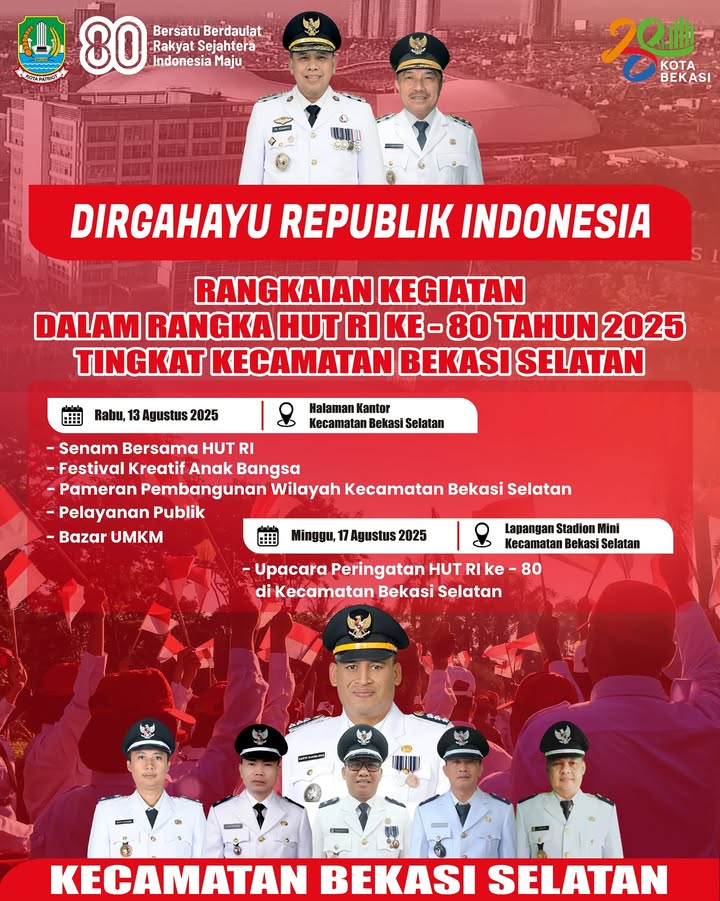 KOTA PATRIOT
80
Bersatu Berdaulat
Rakyat Sejahtera
Indonesia Maju
28
KOTA
BEKASI
DIRGAHAYU REPUBLIK INDONESIA
RANGKAIAN KEGIATAN
DALAM RANGKA HUT RI KE - 80 TAHUN 2025
TINGKAT KECAMATAN BEKASI SELATAN
Rabu, 13 Agustus 2025
Halaman Kantor
Kecamatan Bekasi Selatan
- Senam Bersama HUT RI
- Festival Kreatif Anak Bangsa
- Pameran Pembangunan Wilayah Kecamatan Bekasi Selatan
- Pelayanan Publik
- Bazar UMKM
Minggu, 17 Agustus 2025
Lapangan Stadion Mini
Kecamatan Bekasi Selatan
- Upacara Peringatan HUT RI ke - 80
di Kecamatan Bekasi Selatan
KECAMATAN BEKASI SELATAN